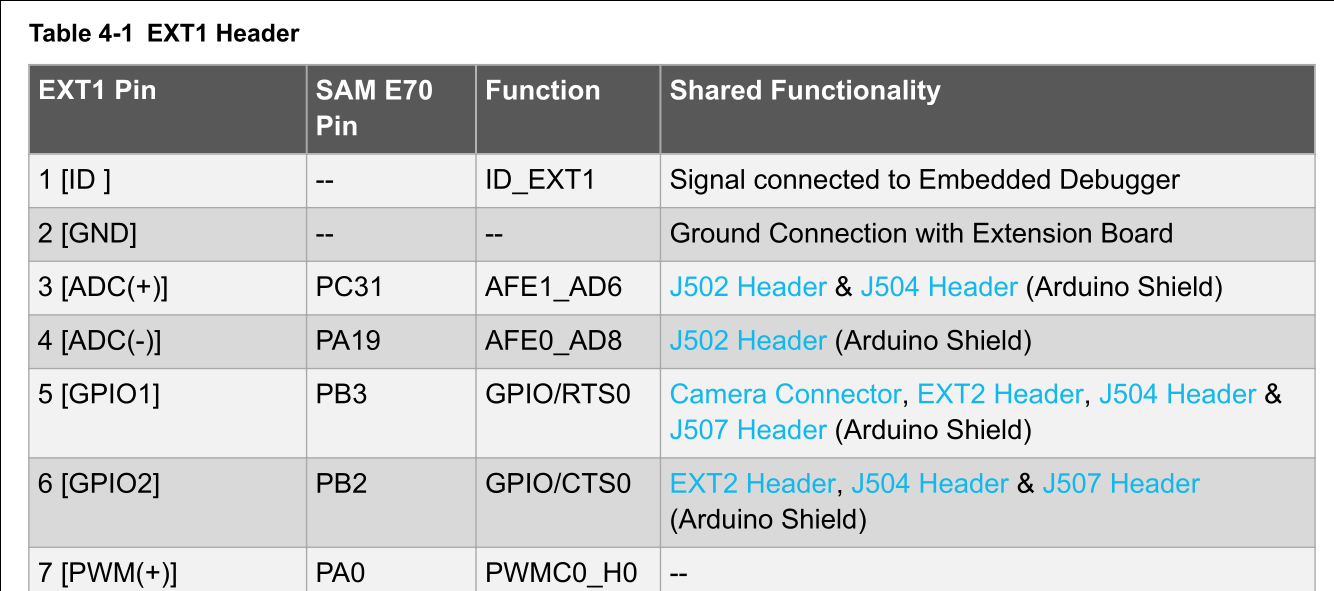 Table 4-1 EXT1 Header
EXT1 Pin SAM E70 Function Shared Functionality
Pin
1 [ID ] -- ID_EXT1 Signal connected to Embedded Debugger
2 [GND] -- -- Ground Connection with Extension Board
3 [ADC(+)] PC31 AFE1_AD6 J502 Header & J504 Header (Arduino Shield)
4 [ADC(-)] PA19 AFE0_AD8 J502 Header (Arduino Shield)
5 [GPIO1] PB3 GPIO/RTS0 Camera Connector, EXT2 Header, J504 Header &
J507 Header (Arduino Shield)
6 [GPIO2] PB2 GPIO/CTS0 EXT2 Header, J504 Header & J507 Header
(Arduino Shield)
7 [PWM(+)] PA0 PWMC0_H0 --